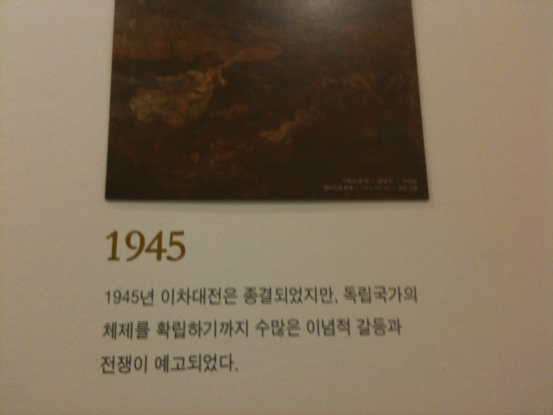 1945
1945년 이차대전은 종결되었지만, 독립국가의
체제를 확립하기까지 수많은 이념적 갈등과
전쟁이 예고되었다.